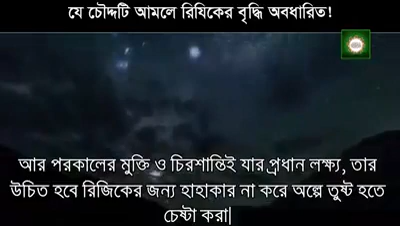 যে চৌদ্দটি আমলে রিযিকের বৃদ্ধি অবধারিত!
আর পরকালের মুক্তি ও চিরশান্তিই যার প্রধান লক্ষ্য, তার
উচিত হবে রিজিকের জন্য হাহাকার না করে অল্পে তুষ্ট হতে
চেষ্টা করা|